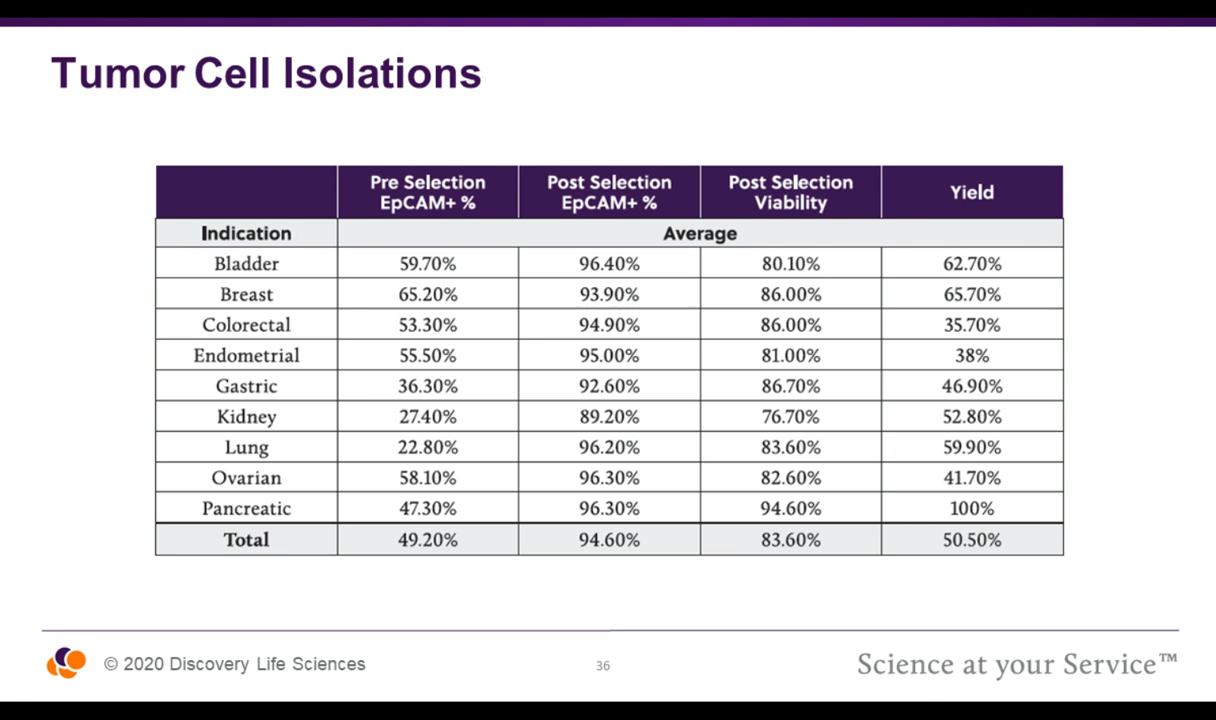 Tumor Cell Isolations
Pre Selection EpCAM+ % Post Selection EpCAM+ % Post Selection Viability Yield
Indication Average
Bladder 59.70% 96.40% 80.10% 62.70%
Breast 65.20% 93.90% 86.00% 65.70%
Colorectal 53.30% 94.90% 86.00% 35.70%
Endometrial 55.50% 95.00% 81.00% 38%
Gastric 36.30% 92.60% 86.70% 46.90%
Kidney 27.40% 89.20% 76.70% 52.80%
Lung 22.80% 96.20% 83.60% 59.90%
Ovarian 58.10% 96.30% 82.60% 41.70%
Pancreatic 47.30% 96.30% 94.60% 100%
Total 49.20% 94.60% 83.60% 50.50%
© 2020 Discovery Life Sciences 36 Science at your Service™